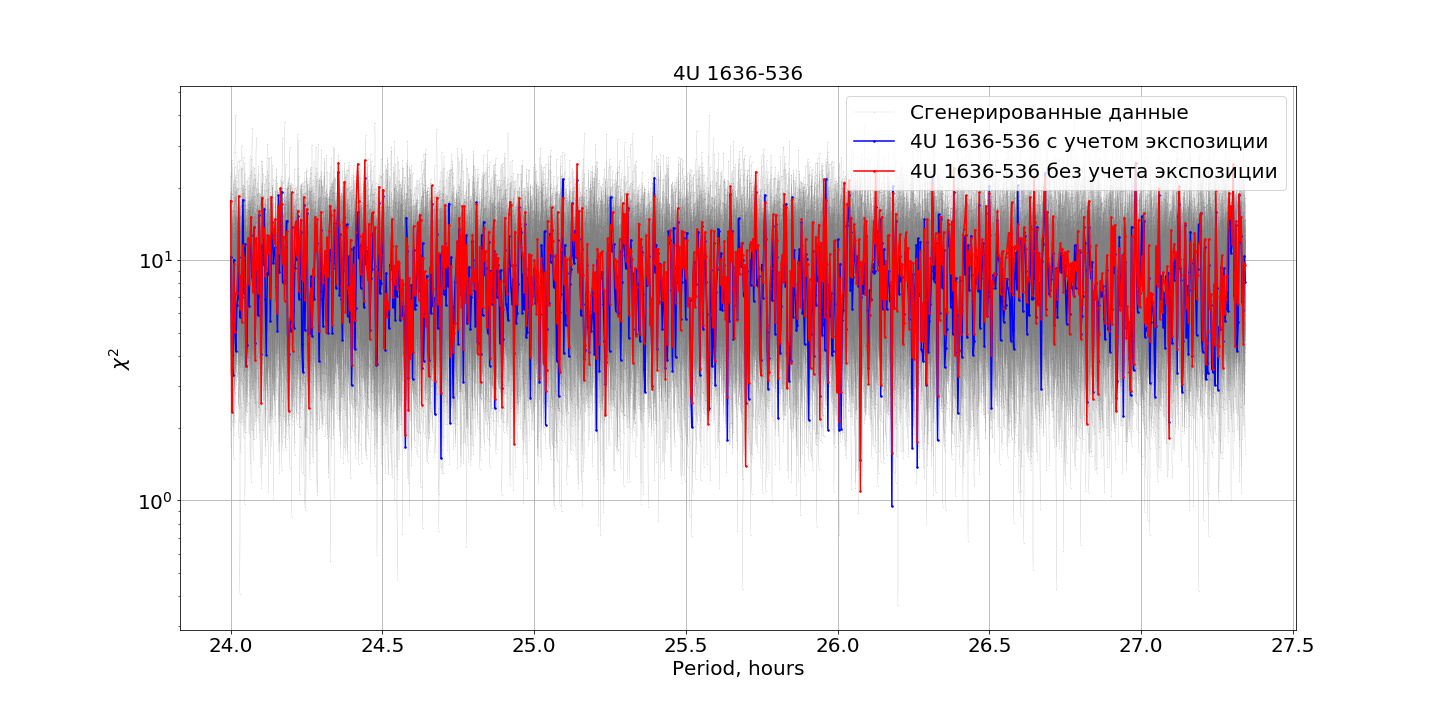 4U 1636-536
Сгенерированные данные
4U 1636-536 с учетом экспозиции
4U 1636-536 без учета экспозиции
10¹
χ²
10⁰
24.0 24.5 25.0 25.5 26.0 26.5 27.0 27.5
Period, hours